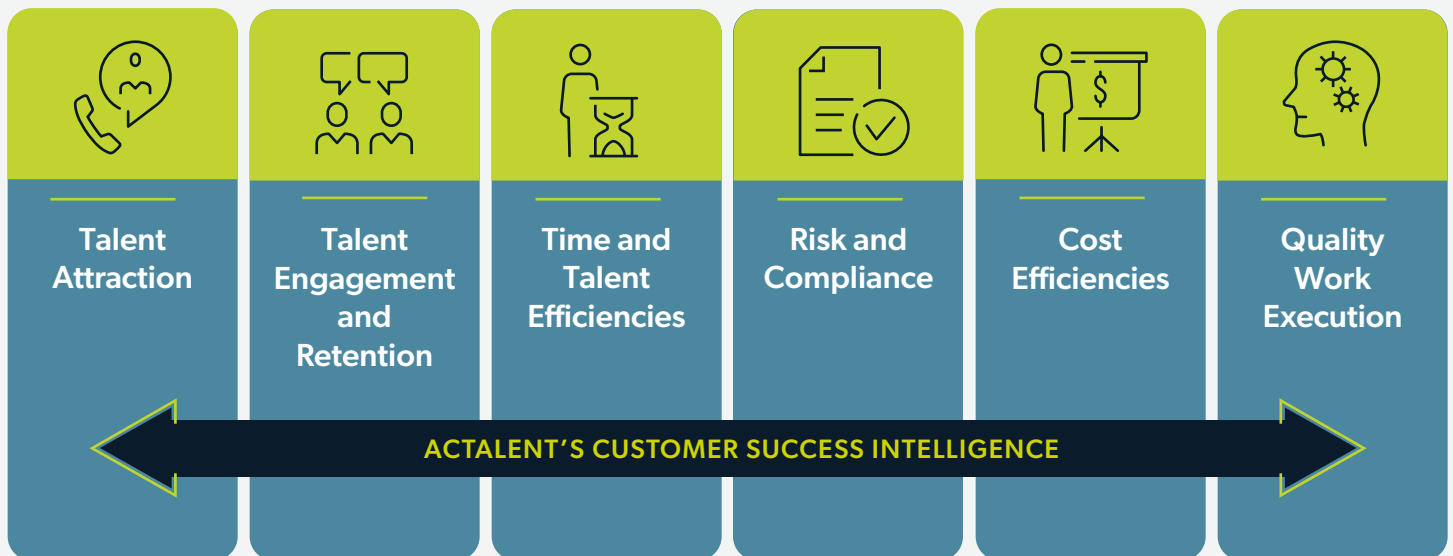 Talent
Attraction
Talent
Engagement
and
Retention
Time and
Talent
Efficiencies
Risk and
Compliance
$
Cost
Efficiencies
Quality
Work
Execution
ACTALENT’S CUSTOMER SUCCESS INTELLIGENCE